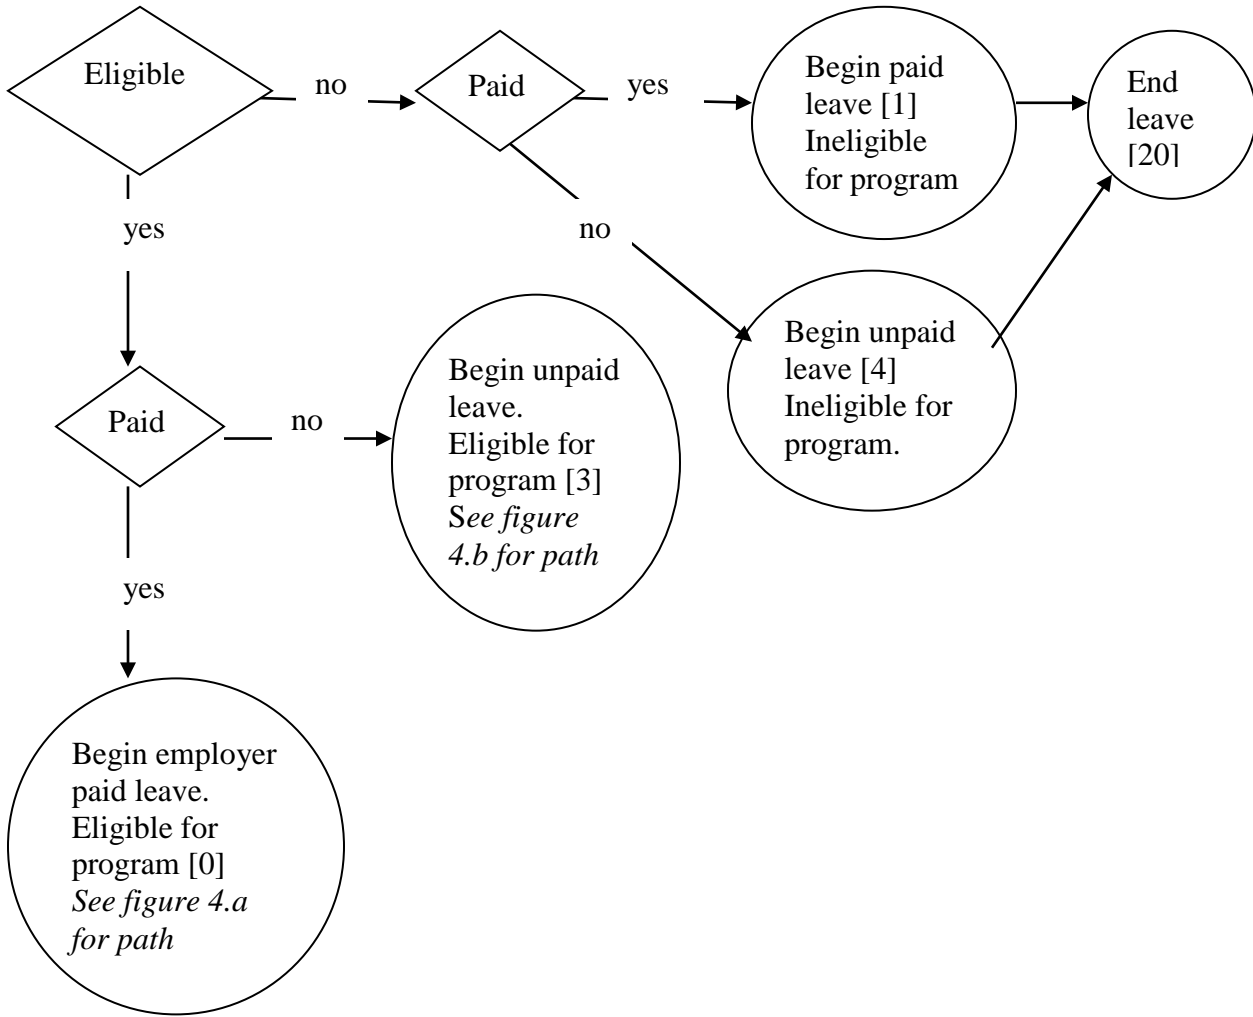 Eligible
no
Paid
yes
Begin paid
leave [1]
Ineligible
for program
End
leave
[20]
yes
no
Begin unpaid
leave [4]
Ineligible for
program.
Paid
no
Begin unpaid
leave.
Eligible for
program [3]
See figure
4.b for path
yes
Begin employer
paid leave.
Eligible for
program [0]
See figure 4.a
for path